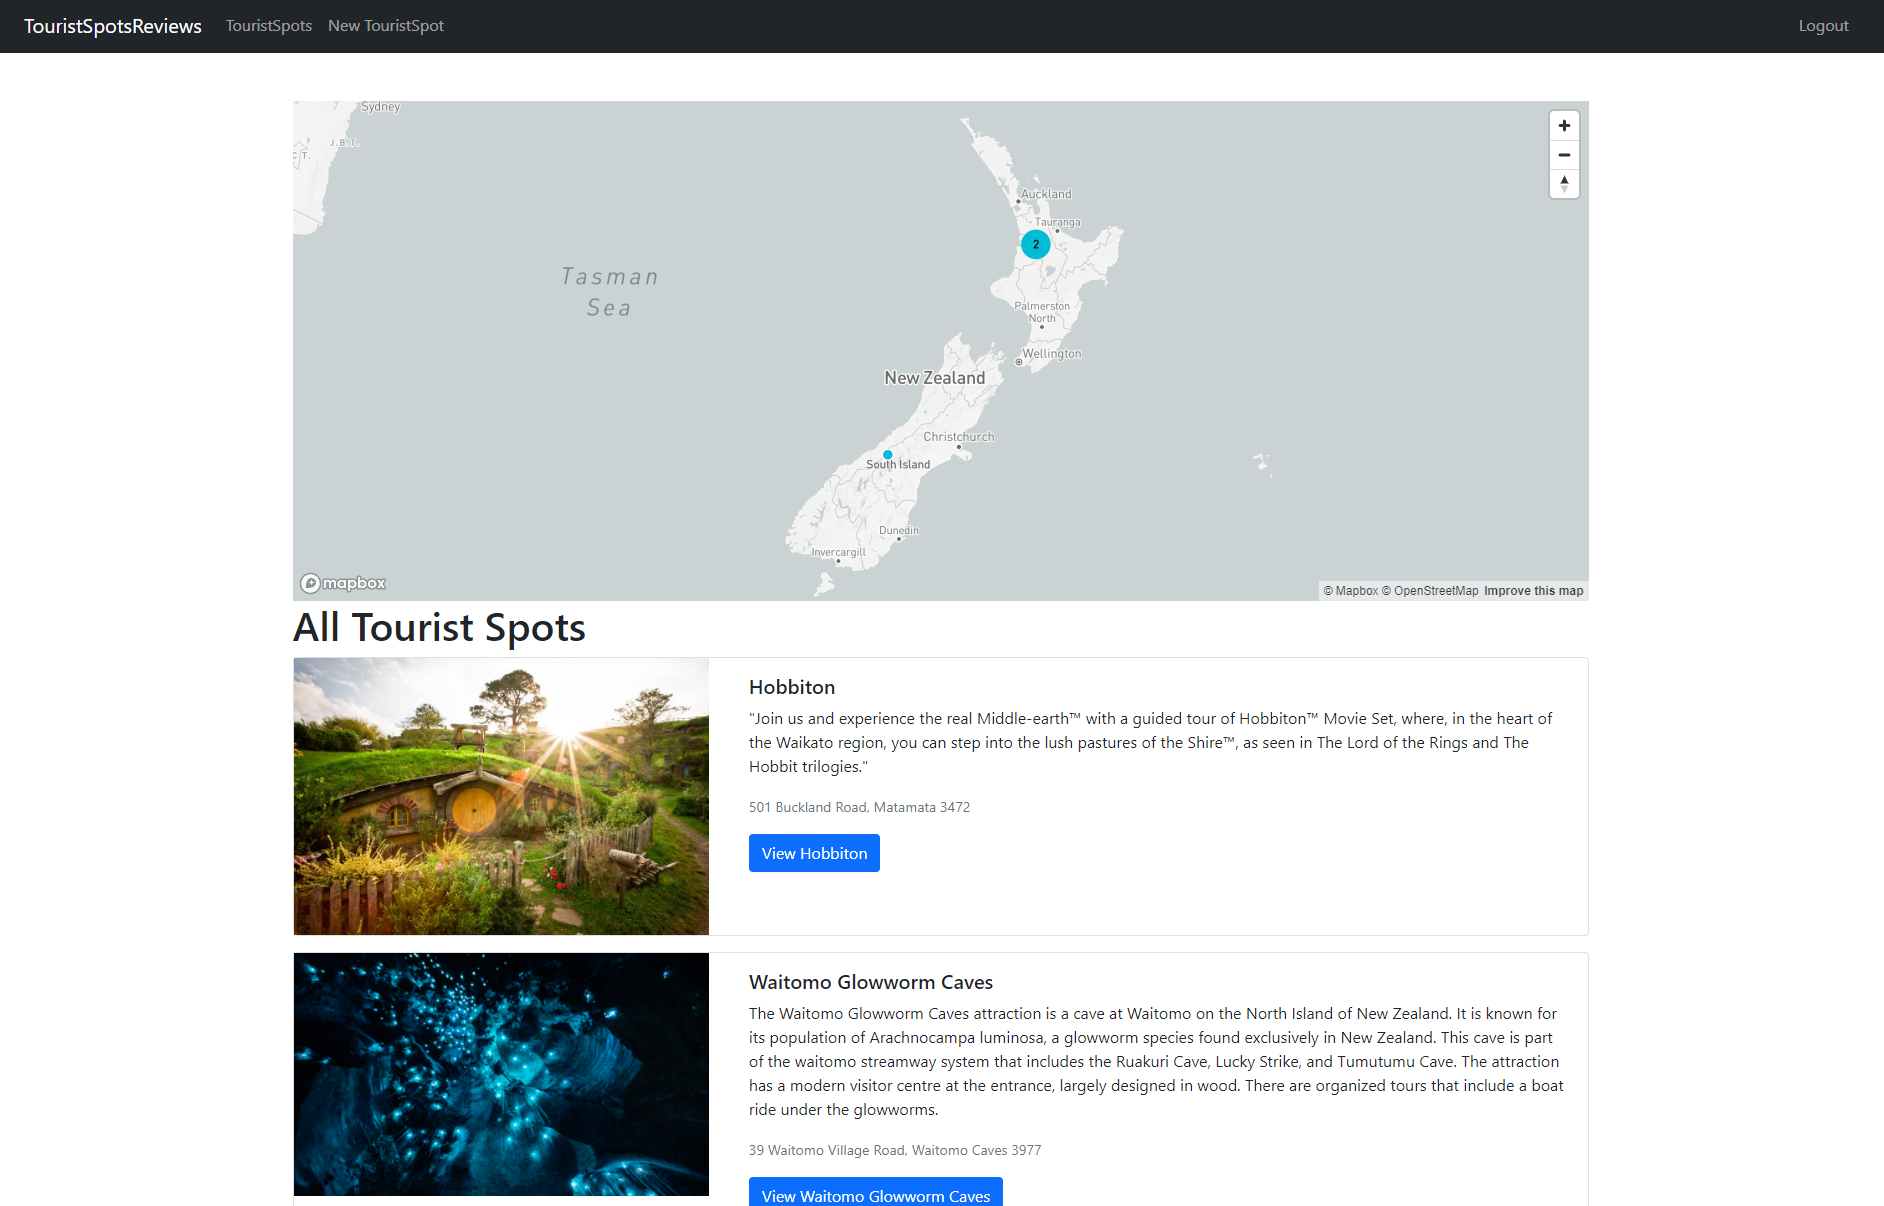 TouristSpotsReviews TouristSpots New TouristSpot Logout
Sydney
J.B.T.
C.T.
Auckland
Tauranga
2
Tasman
Sea
Palmerston
North
Wellington
New Zealand
Christchurch
South Island
Dunedin
Invercargill
mapbox
© Mapbox © OpenStreetMap Improve this map
All Tourist Spots
Hobbiton
"Join us and experience the real Middle-earth™ with a guided tour of Hobbiton™ Movie Set, where, in the heart of
the Waikato region, you can step into the lush pastures of the Shire™, as seen in The Lord of the Rings and The
Hobbit trilogies."
501 Buckland Road, Matamata 3472
View Hobbiton
Waitomo Glowworm Caves
The Waitomo Glowworm Caves attraction is a cave at Waitomo on the North Island of New Zealand. It is known for
its population of Arachnocampa luminosa, a glowworm species found exclusively in New Zealand. This cave is part
of the waitomo streamway system that includes the Ruakuri Cave, Lucky Strike, and Tumutumu Cave. The attraction
has a modern visitor centre at the entrance, largely designed in wood. There are organized tours that include a boat
ride under the glowworms.
39 Waitomo Village Road, Waitomo Caves 3977
View Waitomo Glowworm Caves